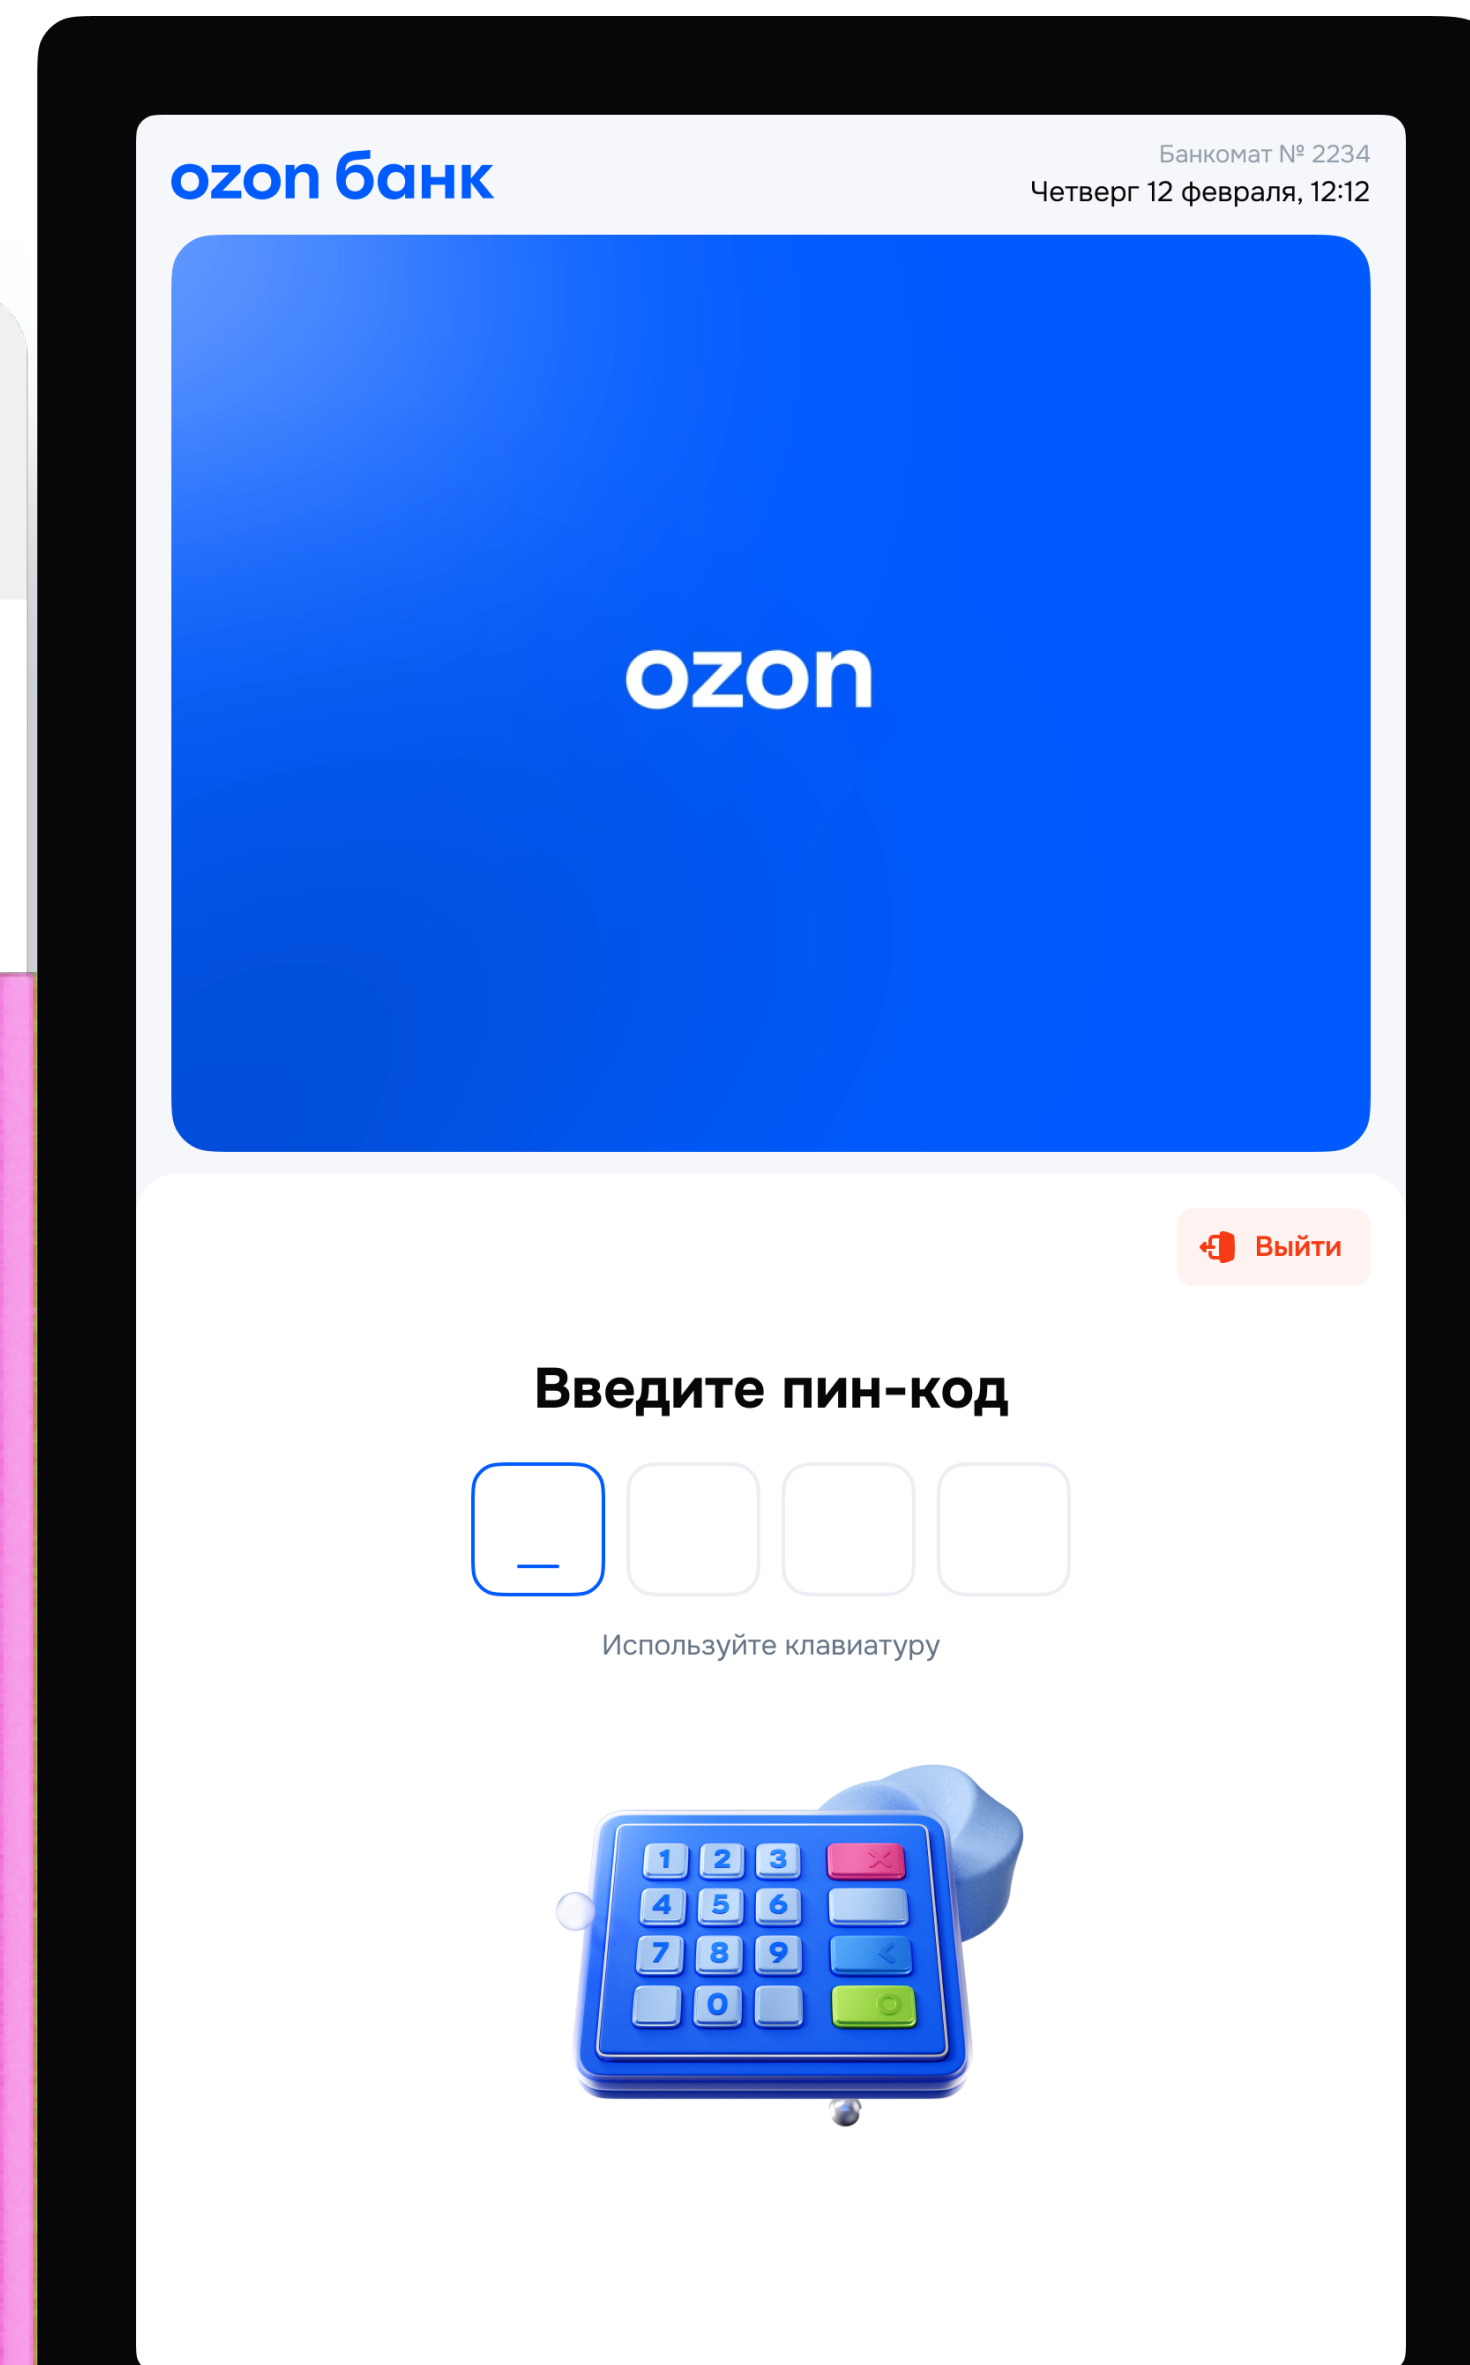 ozon банк
Банкомат № 2234
Четверг 12 февраля, 12:12
ozon
Выйти
Введите пин-код
Используйте клавиатуру
1 2 3
4 5 6
7 8 9
0